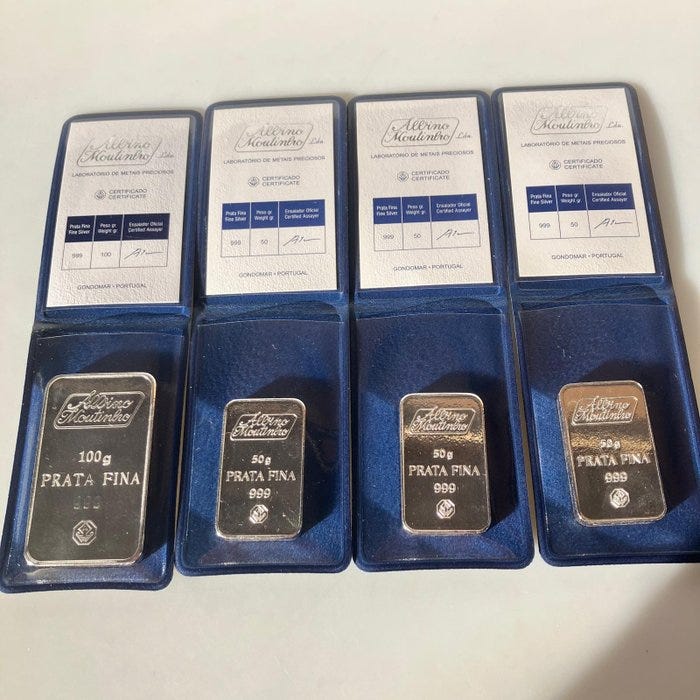 Albino
Moutinho Lda.
LABORATÓRIO DE METAIS PRECIOSOS
CERTIFICADO
CERTIFICATE
Prata Fina Peso gr. Ensaiador Oficial
Fine Silver Weight gr. Certified Assayer
999 100
GONDOMAR • PORTUGAL
Albino
Moutinho
100g
PRATA FINA
999
Albino
Moutinho Lda.
LABORATÓRIO DE METAIS PRECIOSOS
CERTIFICADO
CERTIFICATE
Prata Fina Peso gr. Ensaiador Oficial
Fine Silver Weight gr. Certified Assayer
999 50
GONDOMAR • PORTUGAL
Albino
Moutinho
50g
PRATA FINA
999
Albino
Moutinho Lda.
LABORATÓRIO DE METAIS PRECIOSOS
CERTIFICADO
CERTIFICATE
Prata Fina Peso gr. Ensaiador Oficial
Fine Silver Weight gr. Certified Assayer
999 50
GONDOMAR • PORTUGAL
Albino
Moutinho
50g
PRATA FINA
999
Albino
Moutinho Lda.
LABORATÓRIO DE METAIS PRECIOSOS
CERTIFICADO
CERTIFICATE
Prata Fina Peso gr. Ensaiador Oficial
Fine Silver Weight gr. Certified Assayer
999 50
GONDOMAR • PORTUGAL
Albino
Moutinho
50g
PRATA FINA
999